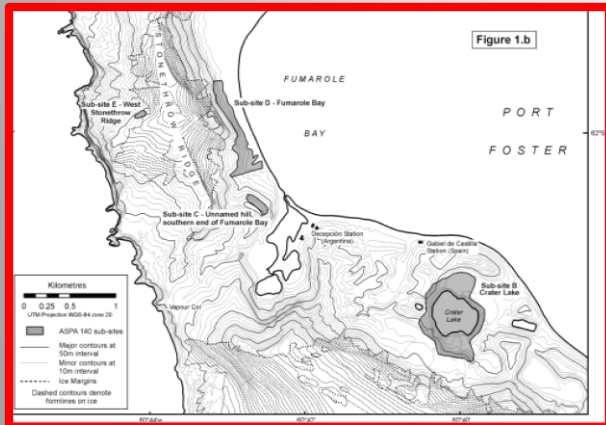 Figure 1.b
FUMAROLE
BAY
PORT
FOSTER
STONETHROW RIDGE
Sub-site E - West
Stonethrow
Ridge
Sub-site D - Fumarole Bay
62°S
Sub-site C - Unnamed hill,
southern end of Fumarole Bay
Decepción Station
(Argentina)
Gabriel de Castilla
Station (Spain)
Sub-site B
Crater Lake
Crater
Lake
Vapour Col
Kilometres
0 0.25 0.5 1
UTM Projection WGS-84 zone 20
ASPA 140 sub-sites
Major contours at
50m interval
Minor contours at
10m interval
Ice Margins
Dashed contours denote
formlines on ice
60°44'
60°42'
60°40'